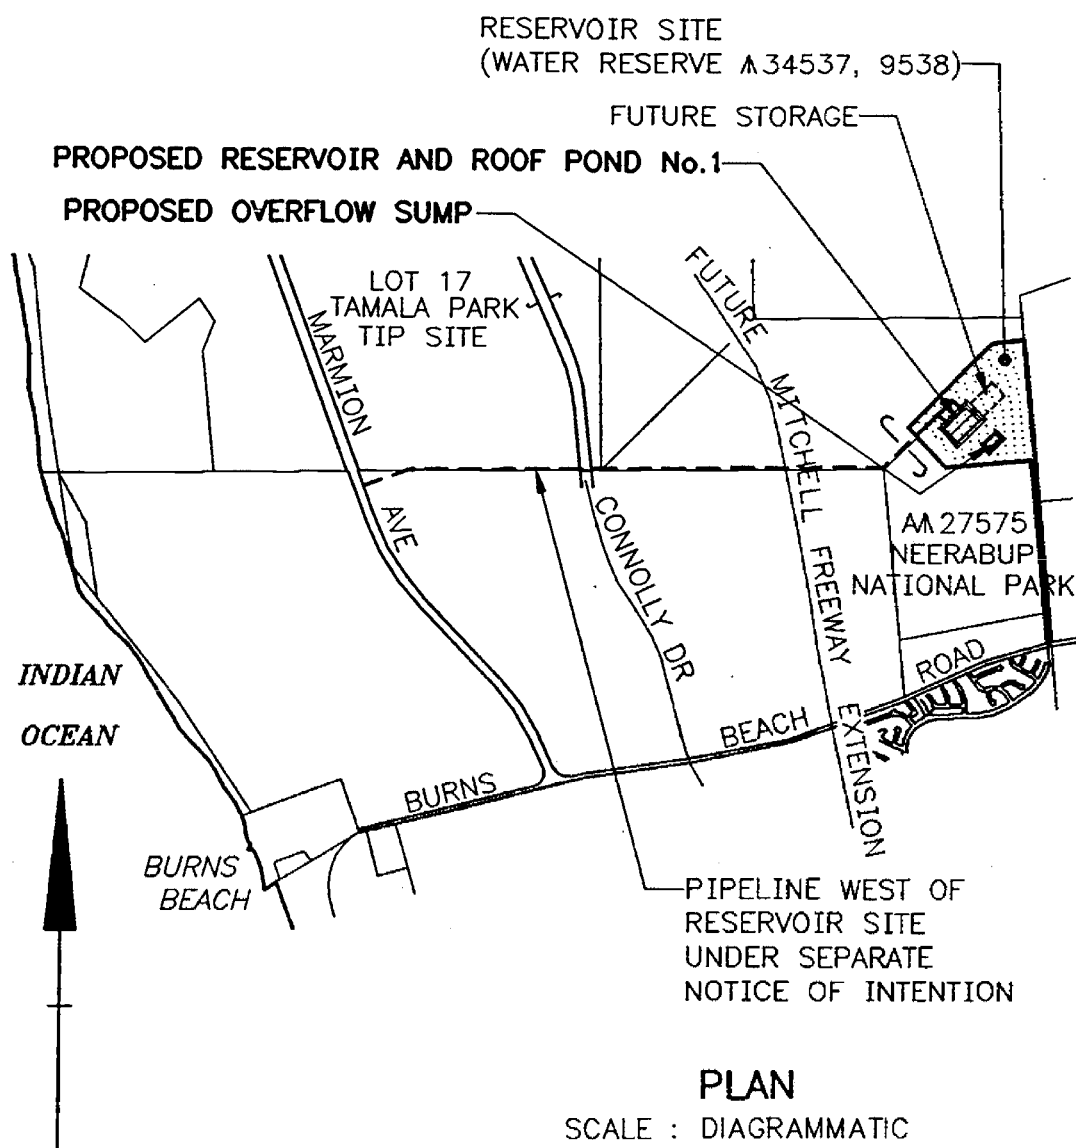 RESERVOIR SITE
(WATER RESERVE A 34537, 9538)
FUTURE STORAGE
PROPOSED RESERVOIR AND ROOF POND No.1
PROPOSED OVERFLOW SUMP
LOT 17
TAMALA PARK
TIP SITE
MARMION
AVE
CONNOLLY DR
FUTURE MITCHELL FREEWAY EXTENSION
27575
NEERABUP
NATIONAL PARK
BURNS BEACH ROAD
INDIAN
OCEAN
BURNS
BEACH
PIPELINE WEST OF
RESERVOIR SITE
UNDER SEPARATE
NOTICE OF INTENTION
PLAN
SCALE : DIAGRAMMATIC